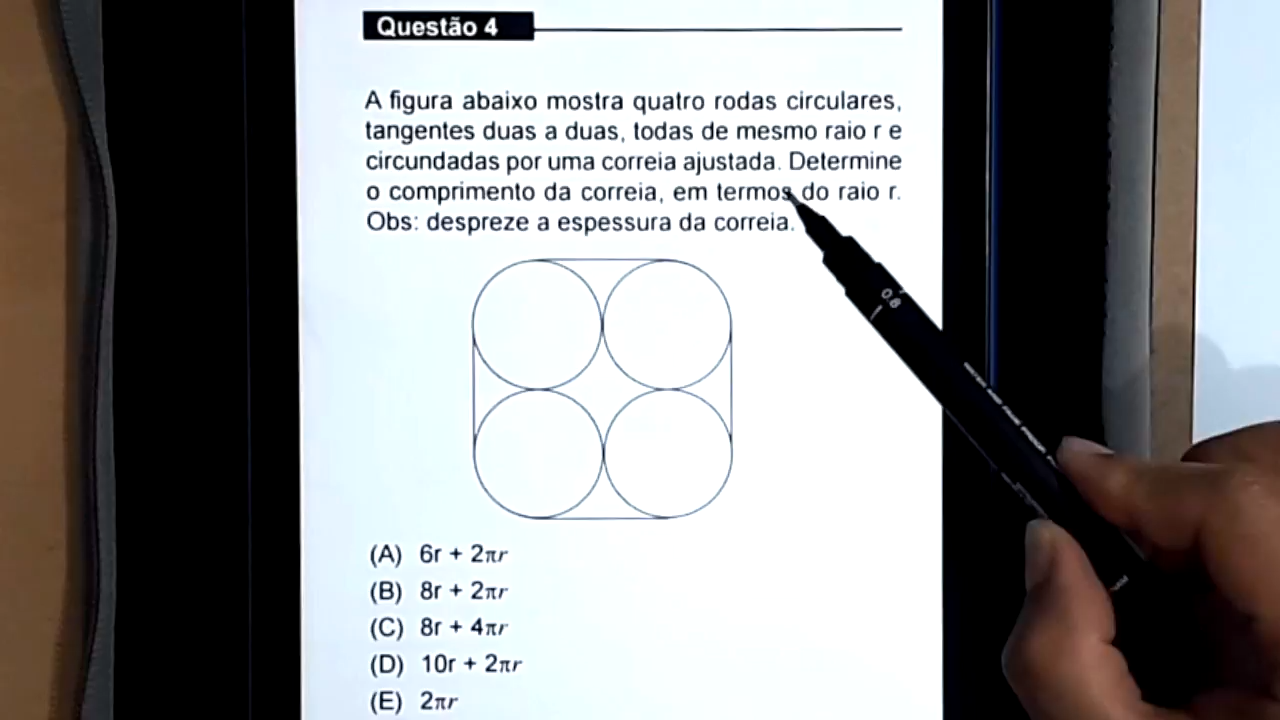 Questão 4
A figura abaixo mostra quatro rodas circulares,
tangentes duas a duas, todas de mesmo raio r e
circundadas por uma correia ajustada. Determine
o comprimento da correia, em termos do raio r.
Obs: despreze a espessura da correia.
0.8
(A) 6r + 2πr
(B) 8r + 2πr
(C) 8r + 4πr
(D) 10r + 2πr
(E) 2πr